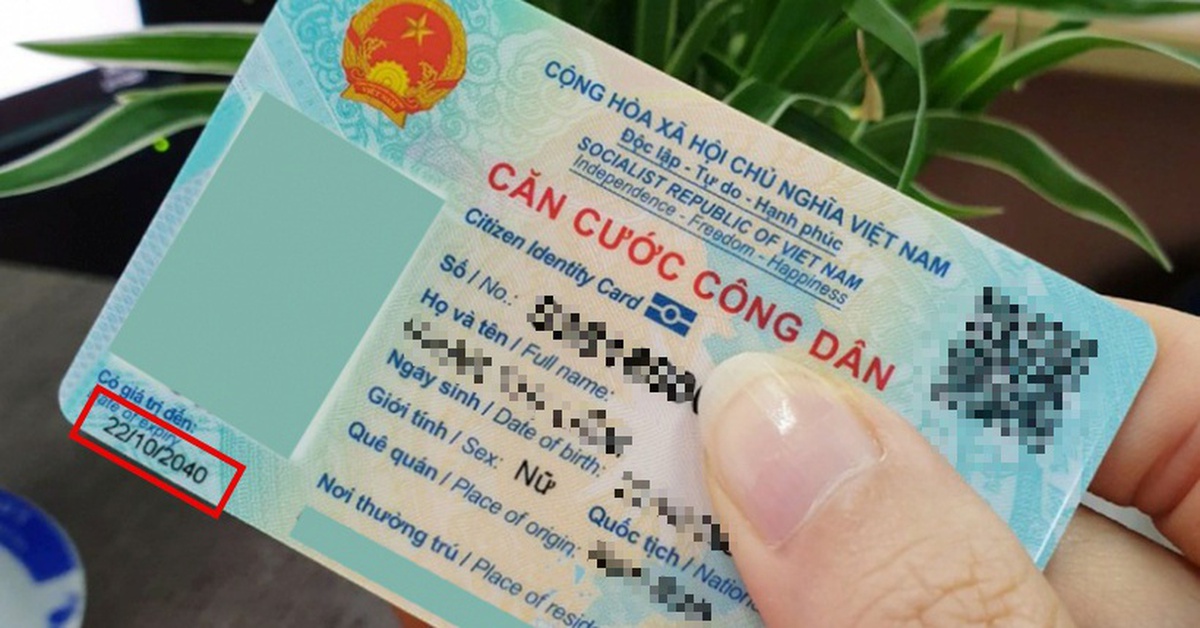 CỘNG HÒA XÃ HỘI CHỦ NGHĨA VIỆT NAM
Độc lập - Tự do - Hạnh phúc
SOCIALIST REPUBLIC OF VIET NAM
Independence - Freedom - Happiness
CĂN CƯỚC CÔNG DÂN
Citizen Identity Card
Số / No.:
Họ và tên / Full name:
Ngày sinh / Date of birth:
Giới tính / Sex: Nữ
Quốc tịch /
Quê quán / Place of origin:
Nơi thường trú / Place of
Có giá trị đến:
of expiry
22/10/2040